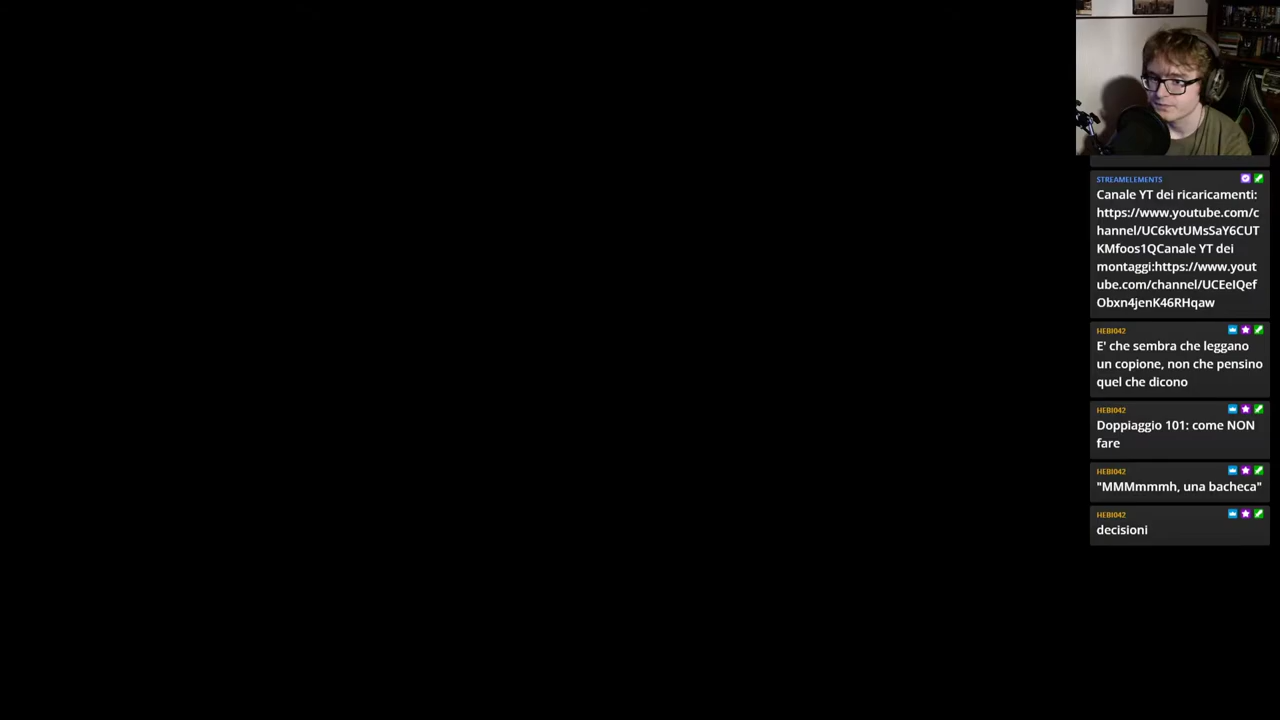 STREAMELEMENTS
Canale YT dei ricaricamenti:
https://www.youtube.com/c
hannel/UC6kvtUMsSaY6CUT
KMfoos1QCanale YT dei
montaggi:https://www.yout
ube.com/channel/UCEeIQef
Obxn4jenK46RHqaw
HEBI042
E' che sembra che leggano
un copione, non che pensino
quel che dicono
HEBI042
Doppiaggio 101: come NON
fare
HEBI042
"MMMmmmh, una bacheca"
HEBI042
decisioni